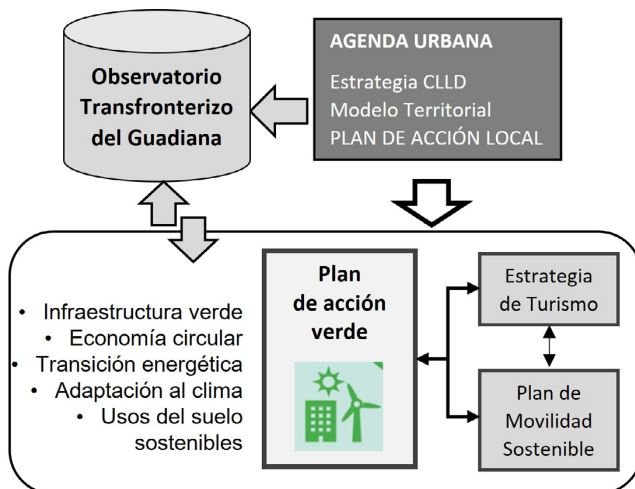 Observatorio
Transfronterizo
del Guadiana
AGENDA URBANA
Estrategia CLLD
Modelo Territorial
PLAN DE ACCIÓN LOCAL
• Infraestructura verde
• Economía circular
• Transición energética
• Adaptación al clima
• Usos del suelo
sostenibles
Plan
de acción
verde
Estrategia
de Turismo
Plan de
Movilidad
Sostenible